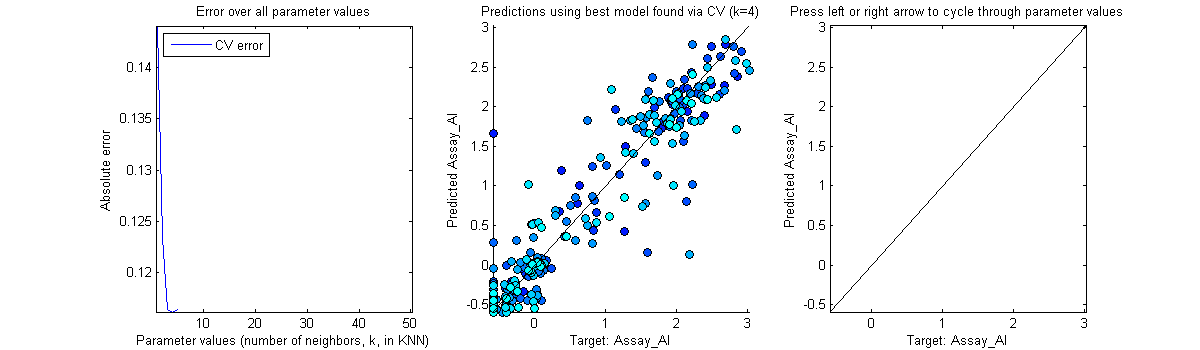 Error over all parameter values
CV error
0.14
0.135
0.13
0.125
0.12
Absolute error
10 20 30 40 50
Parameter values (number of neighbors, k, in KNN)
Predictions using best model found via CV (k=4)
3
2.5
2
1.5
1
0.5
0
-0.5
Predicted Assay_AI
0 1 2 3
Target: Assay_AI
Press left or right arrow to cycle through parameter values
3
2.5
2
1.5
1
0.5
0
-0.5
Predicted Assay_AI
0 1 2 3
Target: Assay_AI